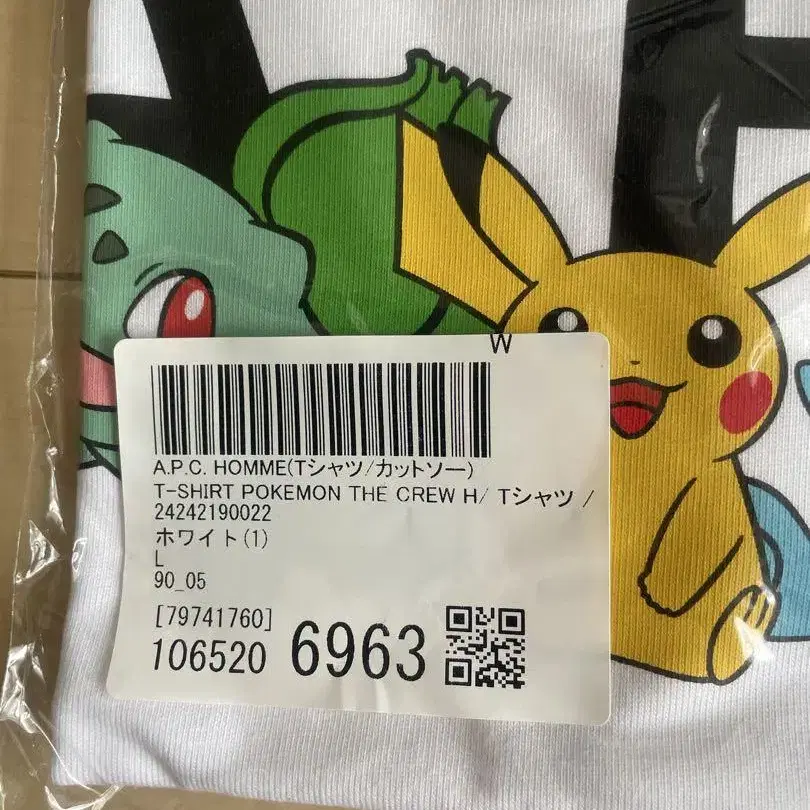 W
A.P.C. HOMME(Tシャツ/カットソー)
T-SHIRT POKEMON THE CREW H/ Tシャツ /
24242190022
ホワイト(1)
L
90_05
[79741760]
106520 6963